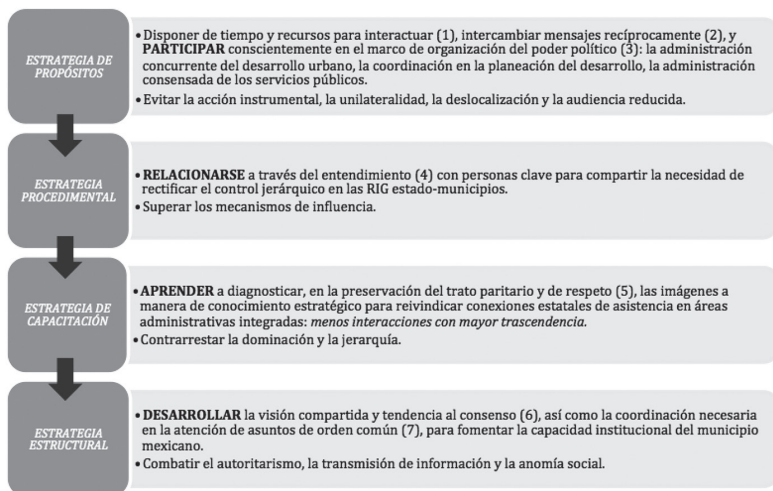 ESTRATEGIA DE
PROPÓSITOS
• Disponer de tiempo y recursos para interactuar (1), intercambiar mensajes recíprocamente (2), y
PARTICIPAR conscientemente en el marco de organización del poder político (3): la administración
concurrente del desarrollo urbano, la coordinación en la planeación del desarrollo, la administración
consensada de los servicios públicos.
• Evitar la acción instrumental, la unilateralidad, la deslocalización y la audiencia reducida.
ESTRATEGIA
PROCEDIMENTAL
• RELACIONARSE a través del entendimiento (4) con personas clave para compartir la necesidad de
rectificar el control jerárquico en las RIG estado-municipios.
• Superar los mecanismos de influencia.
ESTRATEGIA DE
CAPACITACIÓN
• APRENDER a diagnosticar, en la preservación del trato paritario y de respeto (5), las imágenes a
manera de conocimiento estratégico para reivindicar conexiones estatales de asistencia en áreas
administrativas integradas: menos interacciones con mayor trascendencia.
• Contrarrestar la dominación y la jerarquía.
ESTRATEGIA
ESTRUCTURAL
• DESARROLLAR la visión compartida y tendencia al consenso (6), así como la coordinación necesaria
en la atención de asuntos de orden común (7), para fomentar la capacidad institucional del municipio
mexicano.
• Combatir el autoritarismo, la transmisión de información y la anomía social.